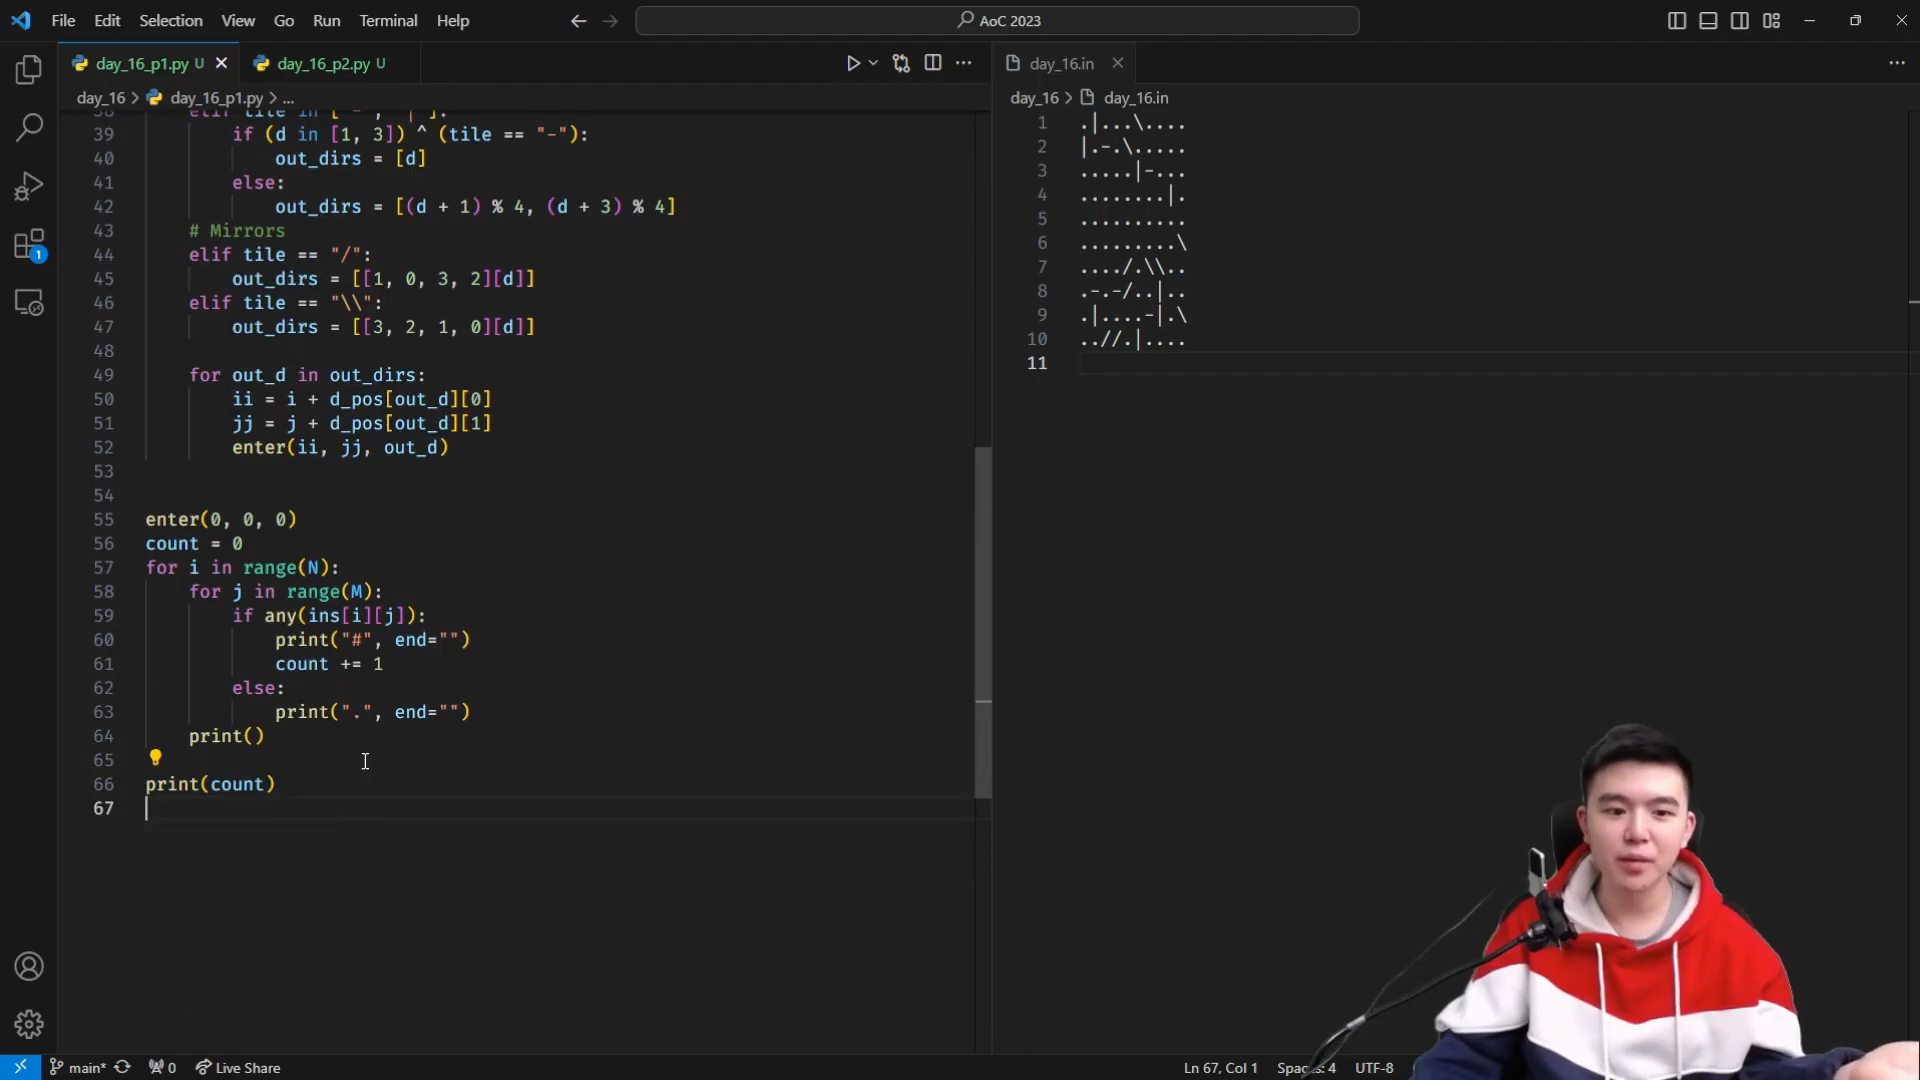 File Edit Selection View Go Run Terminal Help
AoC 2023
day_16_p1.py U
day_16_p2.py U
day_16.in
day_16 > day_16_p1.py > ...
day_16 > day_16.in
38 elif tile in ["-", "|"]:
39 if (d in [1, 3]) ^ (tile == "-"):
40 out_dirs = [d]
41 else:
42 out_dirs = [(d + 1) % 4, (d + 3) % 4]
43 # Mirrors
44 elif tile == "/":
45 out_dirs = [[1, 0, 3, 2][d]]
46 elif tile == "\\":
47 out_dirs = [[3, 2, 1, 0][d]]
48
49 for out_d in out_dirs:
50 ii = i + d_pos[out_d][0]
51 jj = j + d_pos[out_d][1]
52 enter(ii, jj, out_d)
53
54
55 enter(0, 0, 0)
56 count = 0
57 for i in range(N):
58 for j in range(M):
59 if any(ins[i][j]):
60 print("#", end="")
61 count += 1
62 else:
63 print(".", end="")
64 print()
65
66 print(count)
67
1 .|...\....
2 |.-.\.....
3 .....|-...
4 ........|.
5 ..........
6 .........\
7 ..../.\\..
8 .-.-/..|..
9 .|....-|.\
10 ..//.|....
11
1
main* 0 Live Share
Ln 67, Col 1 Spaces: 4 UTF-8